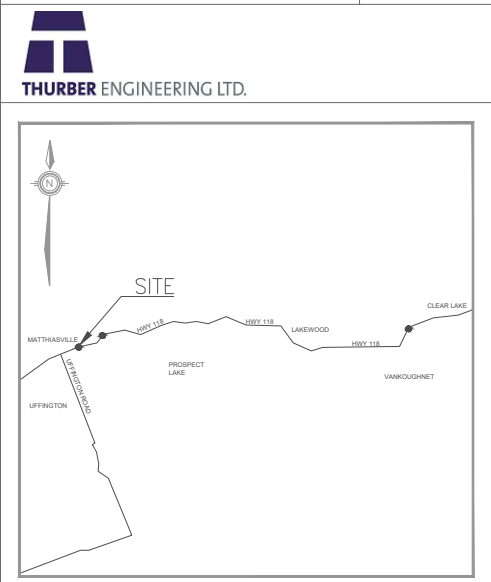 THURBER ENGINEERING LTD.
N
SITE
CLEAR LAKE
HWY 118
HWY 118
LAKEWOOD
MATTHIASVILLE
HWY 118
PROSPECT
LAKE
VANKOUGHNET
UFFINGTON ROAD
UFFINGTON